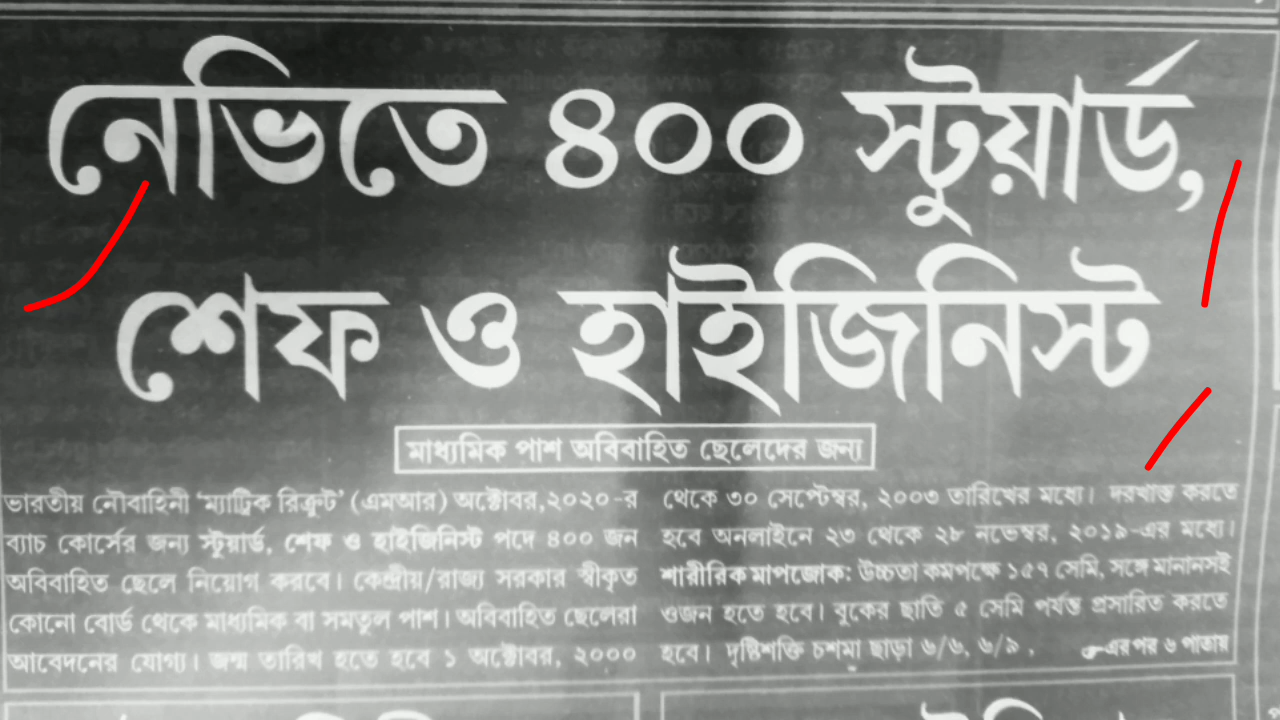 নেভিতে ৪০০ স্টুয়ার্ড,
শেফ ও হাইজিনিস্ট
মাধ্যমিক পাশ অবিবাহিত ছেলেদের জন্য
ভারতীয় নৌবাহিনী ‘ম্যাট্রিক রিক্রুট’ (এমআর) অক্টোবর,২০২০-র
ব্যাচ কোর্সের জন্য স্টুয়ার্ড, শেফ ও হাইজিনিস্ট পদে ৪০০ জন
অবিবাহিত ছেলে নিয়োগ করবে। কেন্দ্রীয়/রাজ্য সরকার স্বীকৃত
কোনো বোর্ড থেকে মাধ্যমিক বা সমতুল পাশ। অবিবাহিত ছেলেরা
আবেদনের যোগ্য। জন্ম তারিখ হতে হবে ১ অক্টোবর, ২০০০
থেকে ৩০ সেপ্টেম্বর, ২০০৩ তারিখের মধ্যে। দরখাস্ত করতে
হবে অনলাইনে ২৩ থেকে ২৮ নভেম্বর, ২০১৯-এর মধ্যে।
শারীরিক মাপজোক: উচ্চতা কমপক্ষে ১৫৭ সেমি, সঙ্গে মানানসই
ওজন হতে হবে। বুকের ছাতি ৫ সেমি পর্যন্ত প্রসারিত করতে
হবে। দৃষ্টিশক্তি চশমা ছাড়া ৬/৬, ৬/৯, এর পর ৬ পাতায়